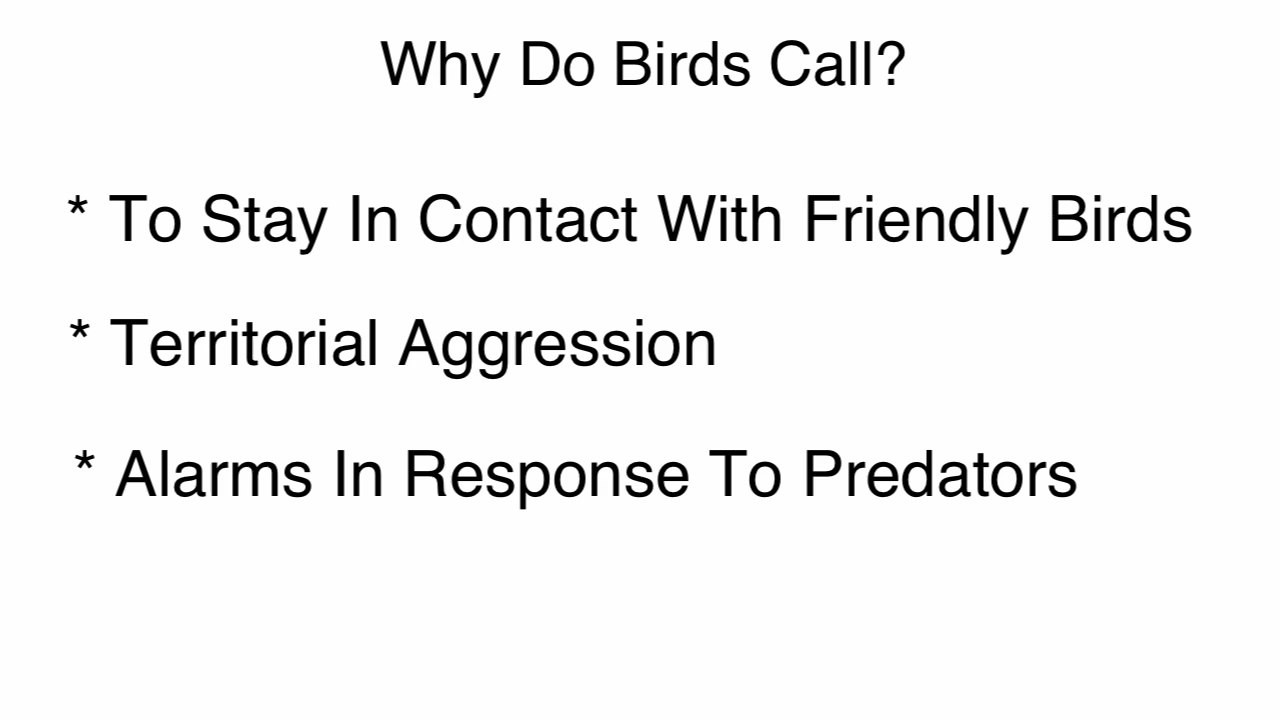 Why Do Birds Call?
* To Stay In Contact With Friendly Birds
* Territorial Aggression
* Alarms In Response To Predators